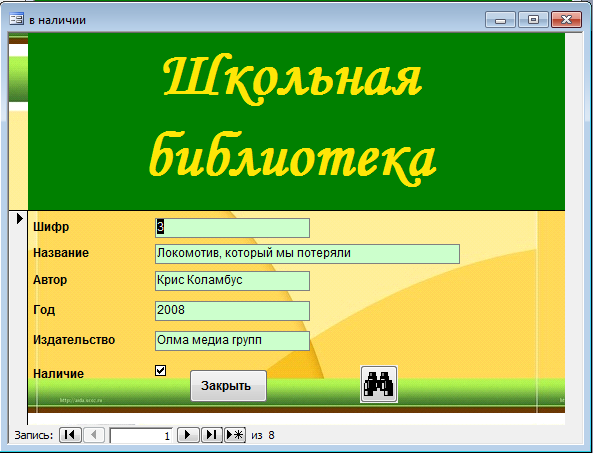 в наличии
Школьная
библиотека
Шифр 3
Название Локомотив, который мы потеряли
Автор Крис Коламбус
Год 2008
Издательство Олма медиа групп
Наличие
Закрыть
Запись: 1 из 8